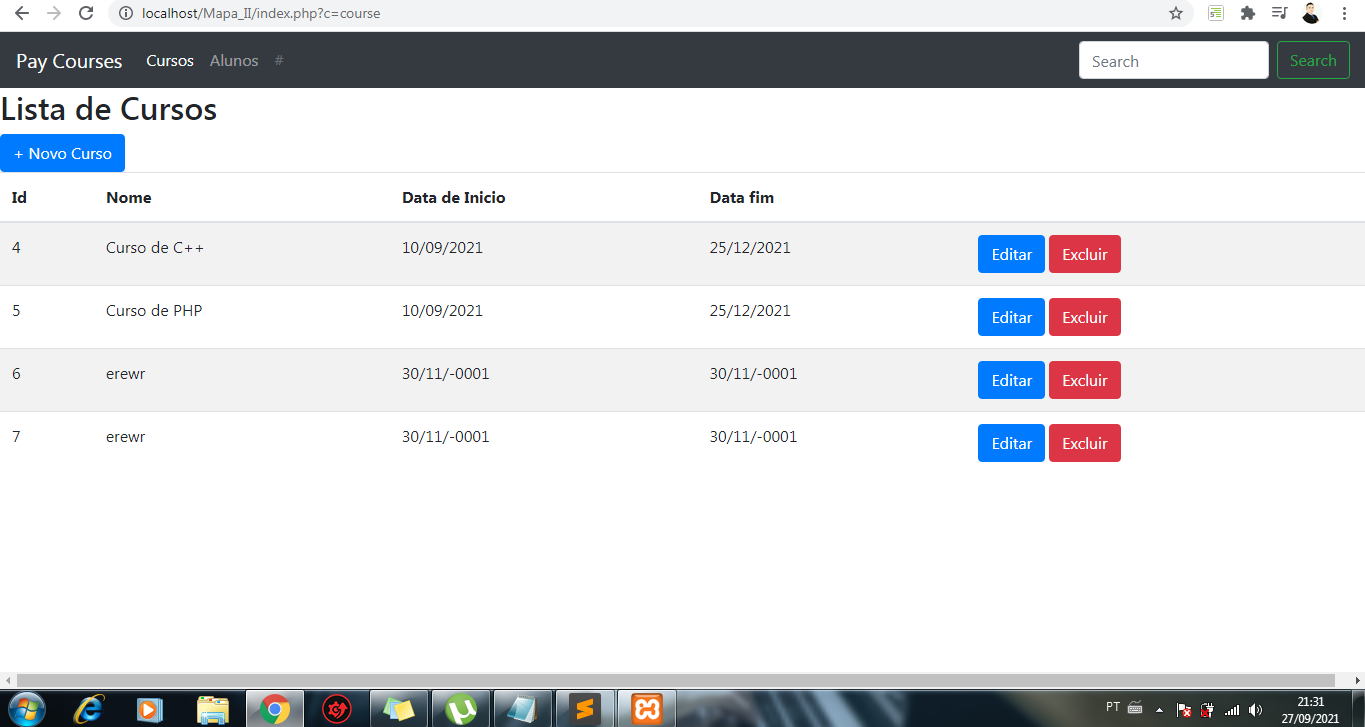 localhost/Mapa_II/index.php?c=course
Pay Courses Cursos Alunos # Search Search
Lista de Cursos
+ Novo Curso
Id Nome Data de Inicio Data fim
4 Curso de C++ 10/09/2021 25/12/2021 Editar Excluir
5 Curso de PHP 10/09/2021 25/12/2021 Editar Excluir
6 erewr 30/11/-0001 30/11/-0001 Editar Excluir
7 erewr 30/11/-0001 30/11/-0001 Editar Excluir
PT 21:31
27/09/2021